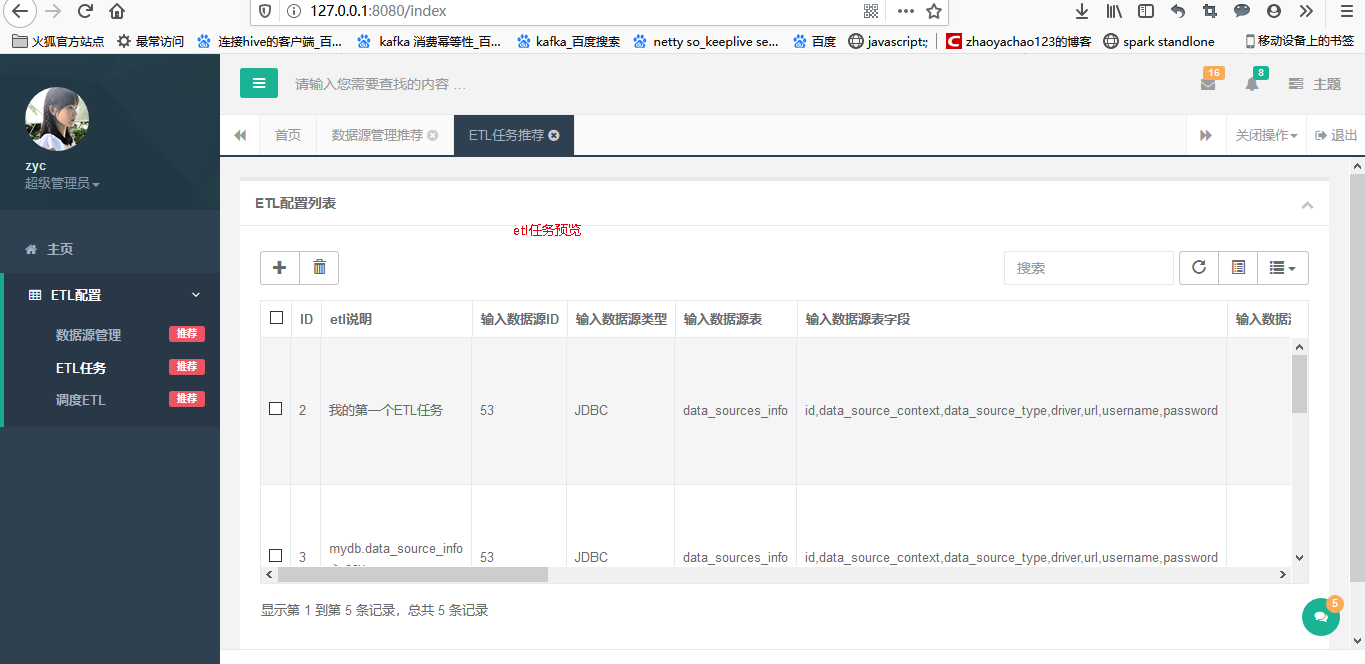 127.0.0.1:8080/index
火狐官方站点 最常访问 连接hive的客户端_百... kafka 消费幂等性_百... kafka_百度搜索 netty so_keeplive se... 百度 javascript:; zhaoyachao123的博客 spark standlone 移动设备上的书签
请输入您需要查找的内容 … 16 8 主题
首页 数据源管理推荐 ETL任务推荐 关闭操作 退出
zyc
超级管理员
主页
ETL配置
数据源管理 推荐
ETL任务 推荐
调度ETL 推荐
ETL配置列表
etl任务预览
搜索
ID etl说明 输入数据源ID 输入数据源类型 输入数据源表 输入数据源表字段 输入数据
2 我的第一个ETL任务 53 JDBC data_sources_info id,data_source_context,data_source_type,driver,url,username,password
3 mydb.data_source_info 53 JDBC data_sources_info id,data_source_context,data_source_type,driver,url,username,password
显示第 1 到第 5 条记录，总共 5 条记录
5